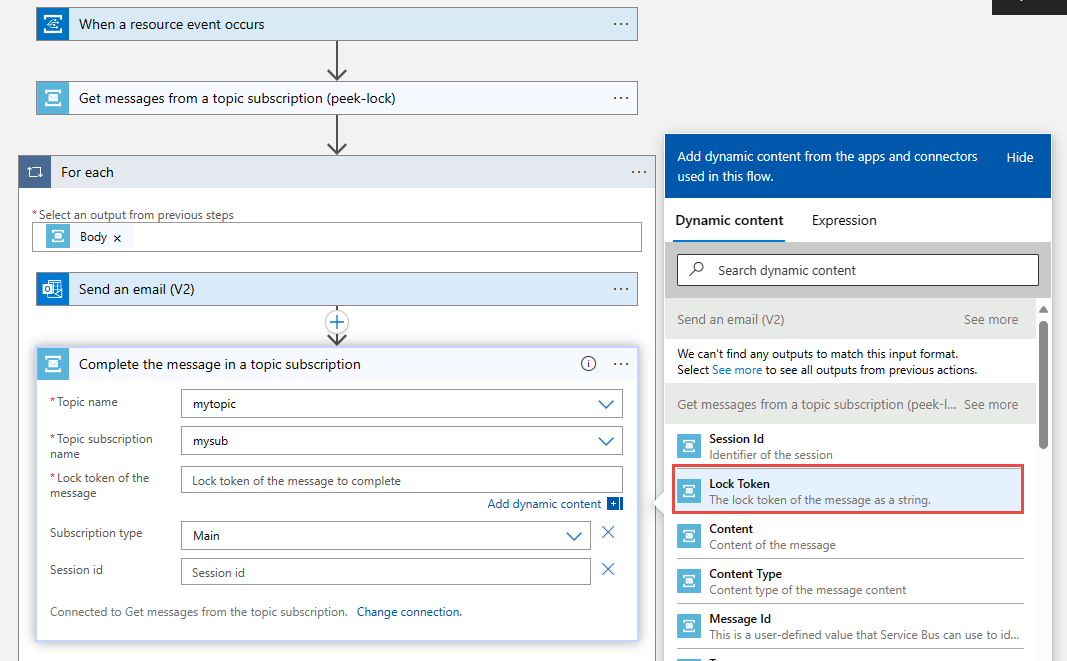 When a resource event occurs
Get messages from a topic subscription (peek-lock)
For each
*Select an output from previous steps
Body
Send an email (V2)
Complete the message in a topic subscription
*Topic name
mytopic
*Topic subscription
name
mysub
*Lock token of the
message
Lock token of the message to complete
Add dynamic content
Subscription type
Main
Session id
Session id
Connected to Get messages from the topic subscription. Change connection.
Add dynamic content from the apps and connectors
used in this flow.
Hide
Dynamic content
Expression
Search dynamic content
Send an email (V2)
See more
We can't find any outputs to match this input format.
Select See more to see all outputs from previous actions.
Get messages from a topic subscription (peek-l...
See more
Session Id
Identifier of the session
Lock Token
The lock token of the message as a string.
Content
Content of the message
Content Type
Content type of the message content
Message Id
This is a user-defined value that Service Bus can use to id...